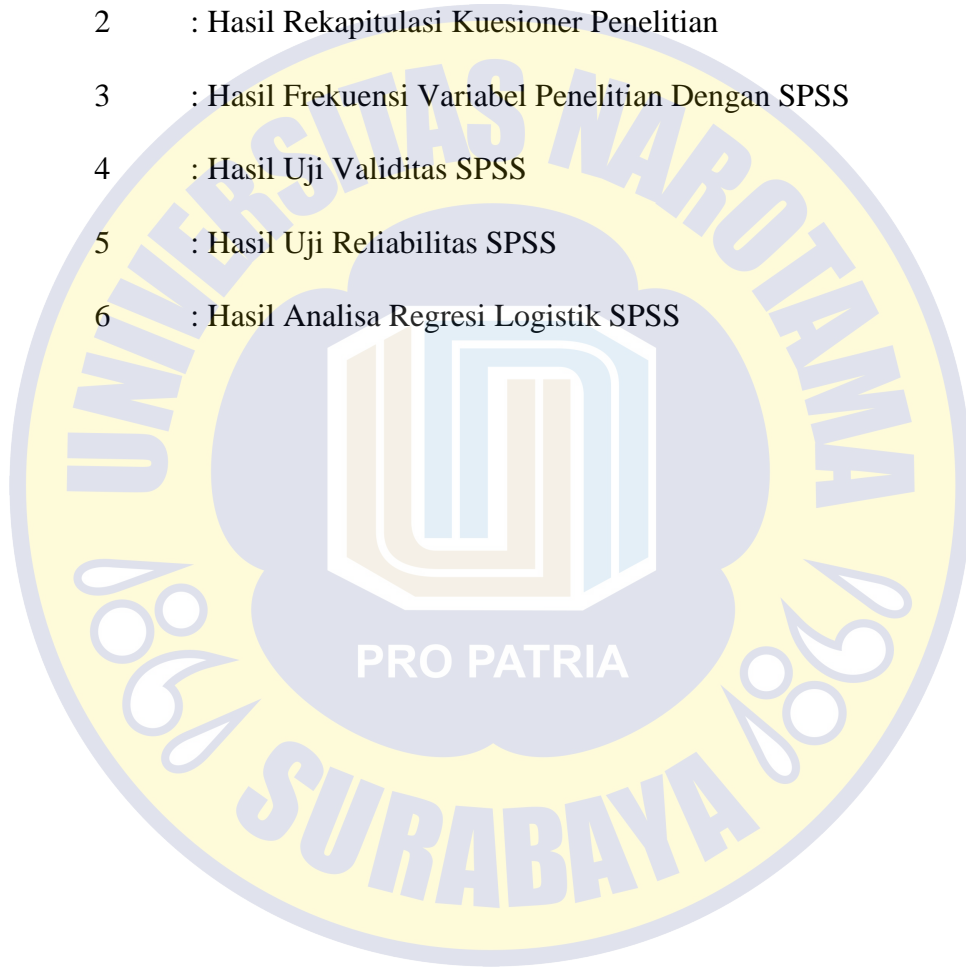 2 : Hasil Rekapitulasi Kuesioner Penelitian
3 : Hasil Frekuensi Variabel Penelitian Dengan SPSS
4 : Hasil Uji Validitas SPSS
5 : Hasil Uji Reliabilitas SPSS
6 : Hasil Analisa Regresi Logistik SPSS
UNIVERSITAS NAROTAMA
PRO PATRIA
SURABAYA